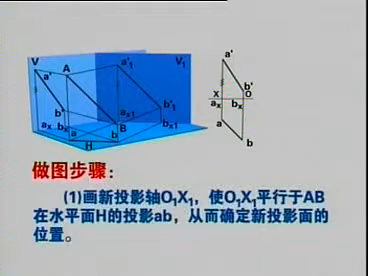 V
V₁
a'
A
a'₁
a'
b'
B
b'₁
b'
X
O
aₓ
bₓ
aₓ₁
bₓ₁
aₓ
bₓ
a
b
H
a
b
做图步骤：
(1)画新投影轴O₁X₁，使O₁X₁平行于AB
在水平面H的投影ab，从而确定新投影面的
位置。